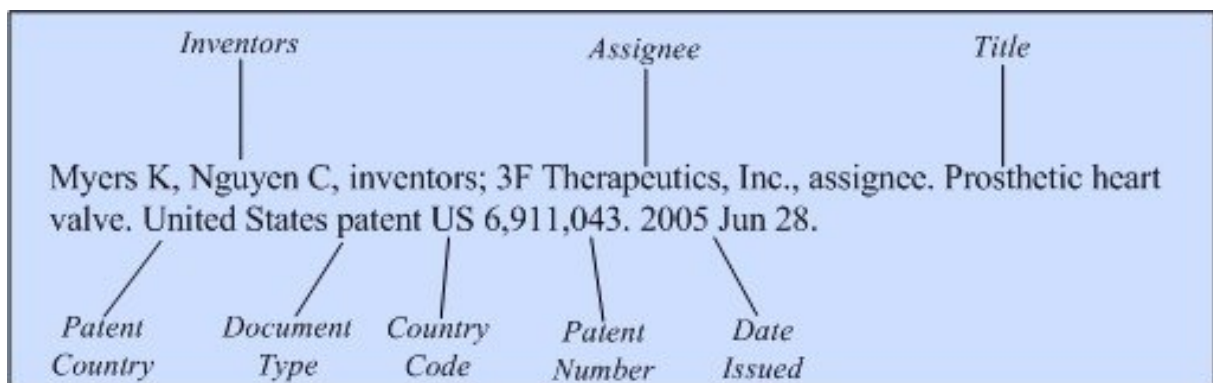 Inventors Assignee Title
Myers K, Nguyen C, inventors; 3F Therapeutics, Inc., assignee. Prosthetic heart
valve. United States patent US 6,911,043. 2005 Jun 28.
Patent Document Country Patent Date
Country Type Code Number Issued